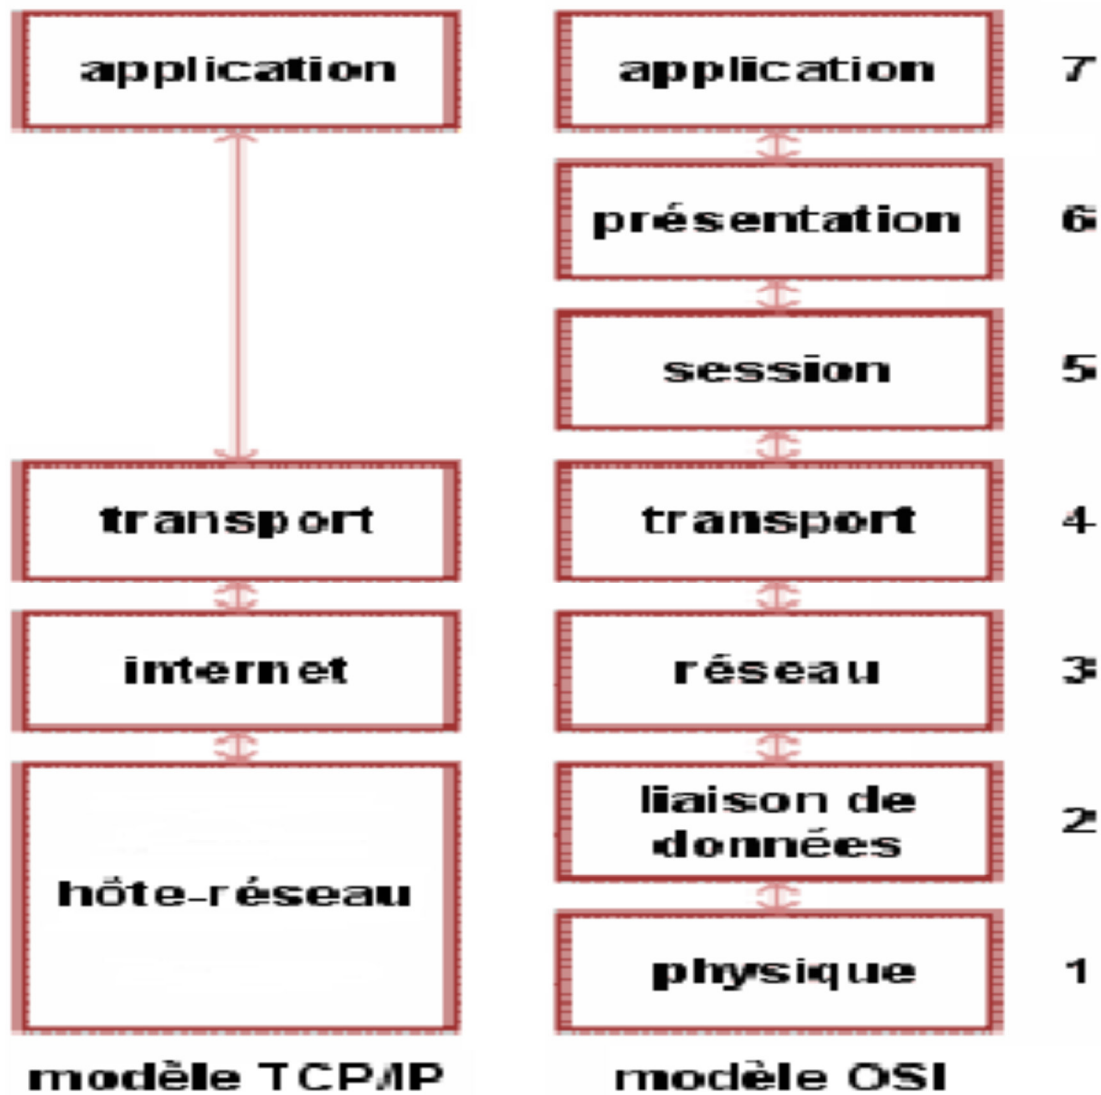 application
transport
internet
hôte-réseau
modèle TCP/IP
application 7
présentation 6
session 5
transport 4
réseau 3
liaison de
données 2
physique 1
modèle OSI